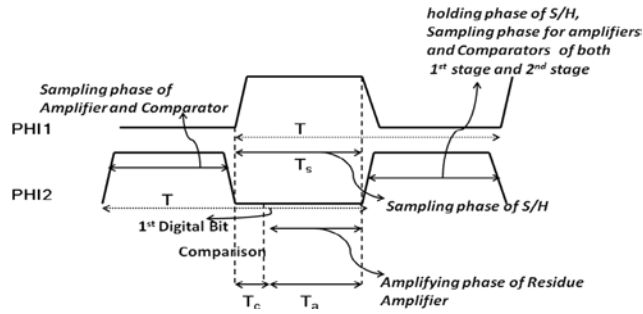 holding phase of S/H,
Sampling phase for amplifiers
and Comparators of both
1st stage and 2nd stage
Sampling phase of
Amplifier and Comparator
PHI1
T
Ts
PHI2
T
Sampling phase of S/H
1st Digital Bit
Comparison
Amplifying phase of Residue
Amplifier
Tc
Ta